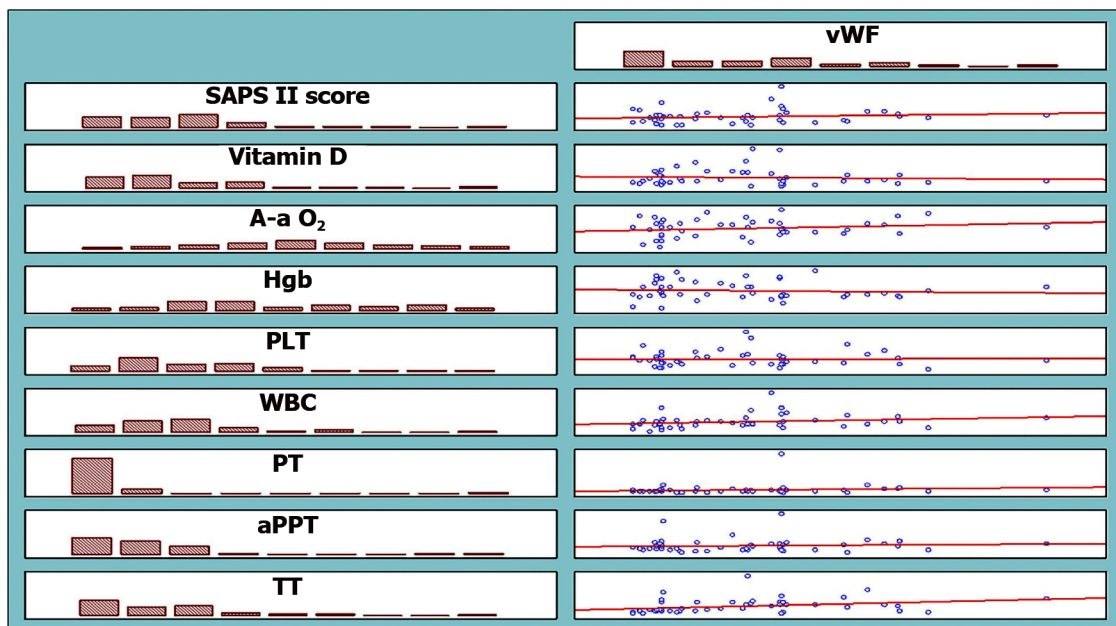 vWF
SAPS II score
Vitamin D
A-a O₂
Hgb
PLT
WBC
PT
aPPT
TT